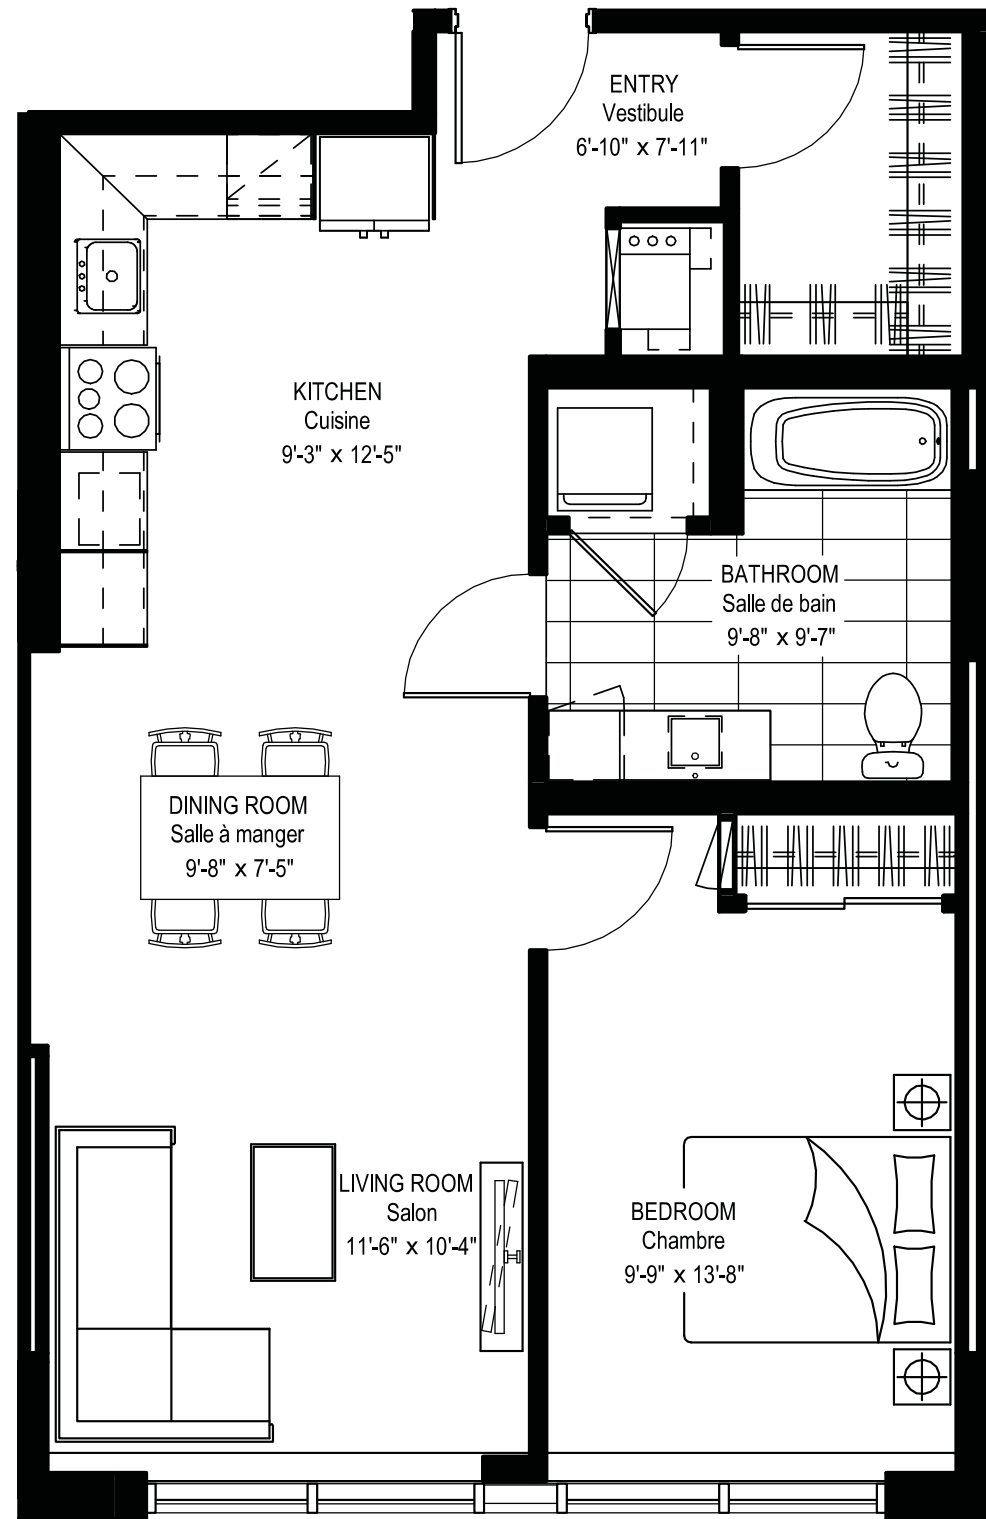 ENTRY
Vestibule
6'-10" x 7'-11"
KITCHEN
Cuisine
9'-3" x 12'-5"
BATHROOM
Salle de bain
9'-8" x 9'-7"
DINING ROOM
Salle à manger
9'-8" x 7'-5"
LIVING ROOM
Salon
11'-6" x 10'-4"
BEDROOM
Chambre
9'-9" x 13'-8"